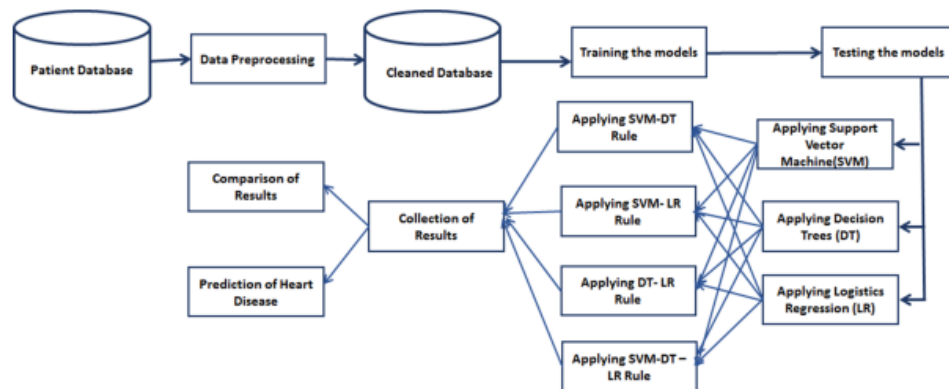 Patient Database
Data Preprocessing
Cleaned Database
Training the models
Testing the models
Applying SVM-DT
Rule
Applying Support
Vector
Machine(SVM)
Comparison of
Results
Collection of
Results
Applying SVM- LR
Rule
Applying Decision
Trees (DT)
Prediction of Heart
Disease
Applying DT- LR
Rule
Applying Logistics
Regression (LR)
Applying SVM-DT –
LR Rule